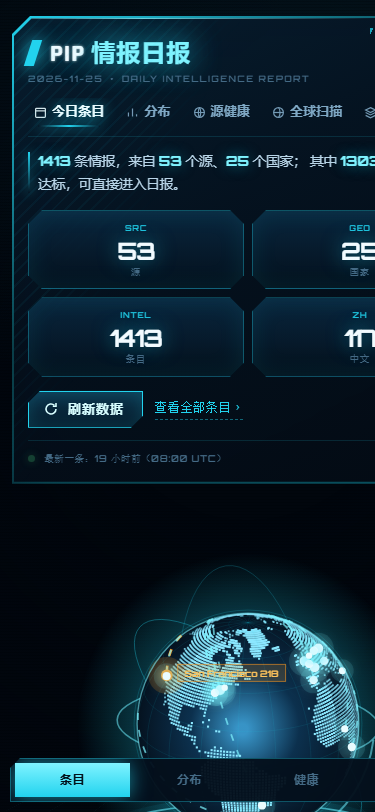 PIP 情报日报
2026-11-25 · DAILY INTELLIGENCE REPORT
今日条目 分布 源健康 全球扫描
1413 条情报，来自 53 个源、25 个国家； 其中 1303
达标，可直接进入日报。
SRC GEO
53 25
源 国家
INTEL ZH
1413
条目 中文
刷新数据 查看全部条目 ›
最新一条：19 小时前（08:00 UTC）
San Francisco 218
条目 分布 健康